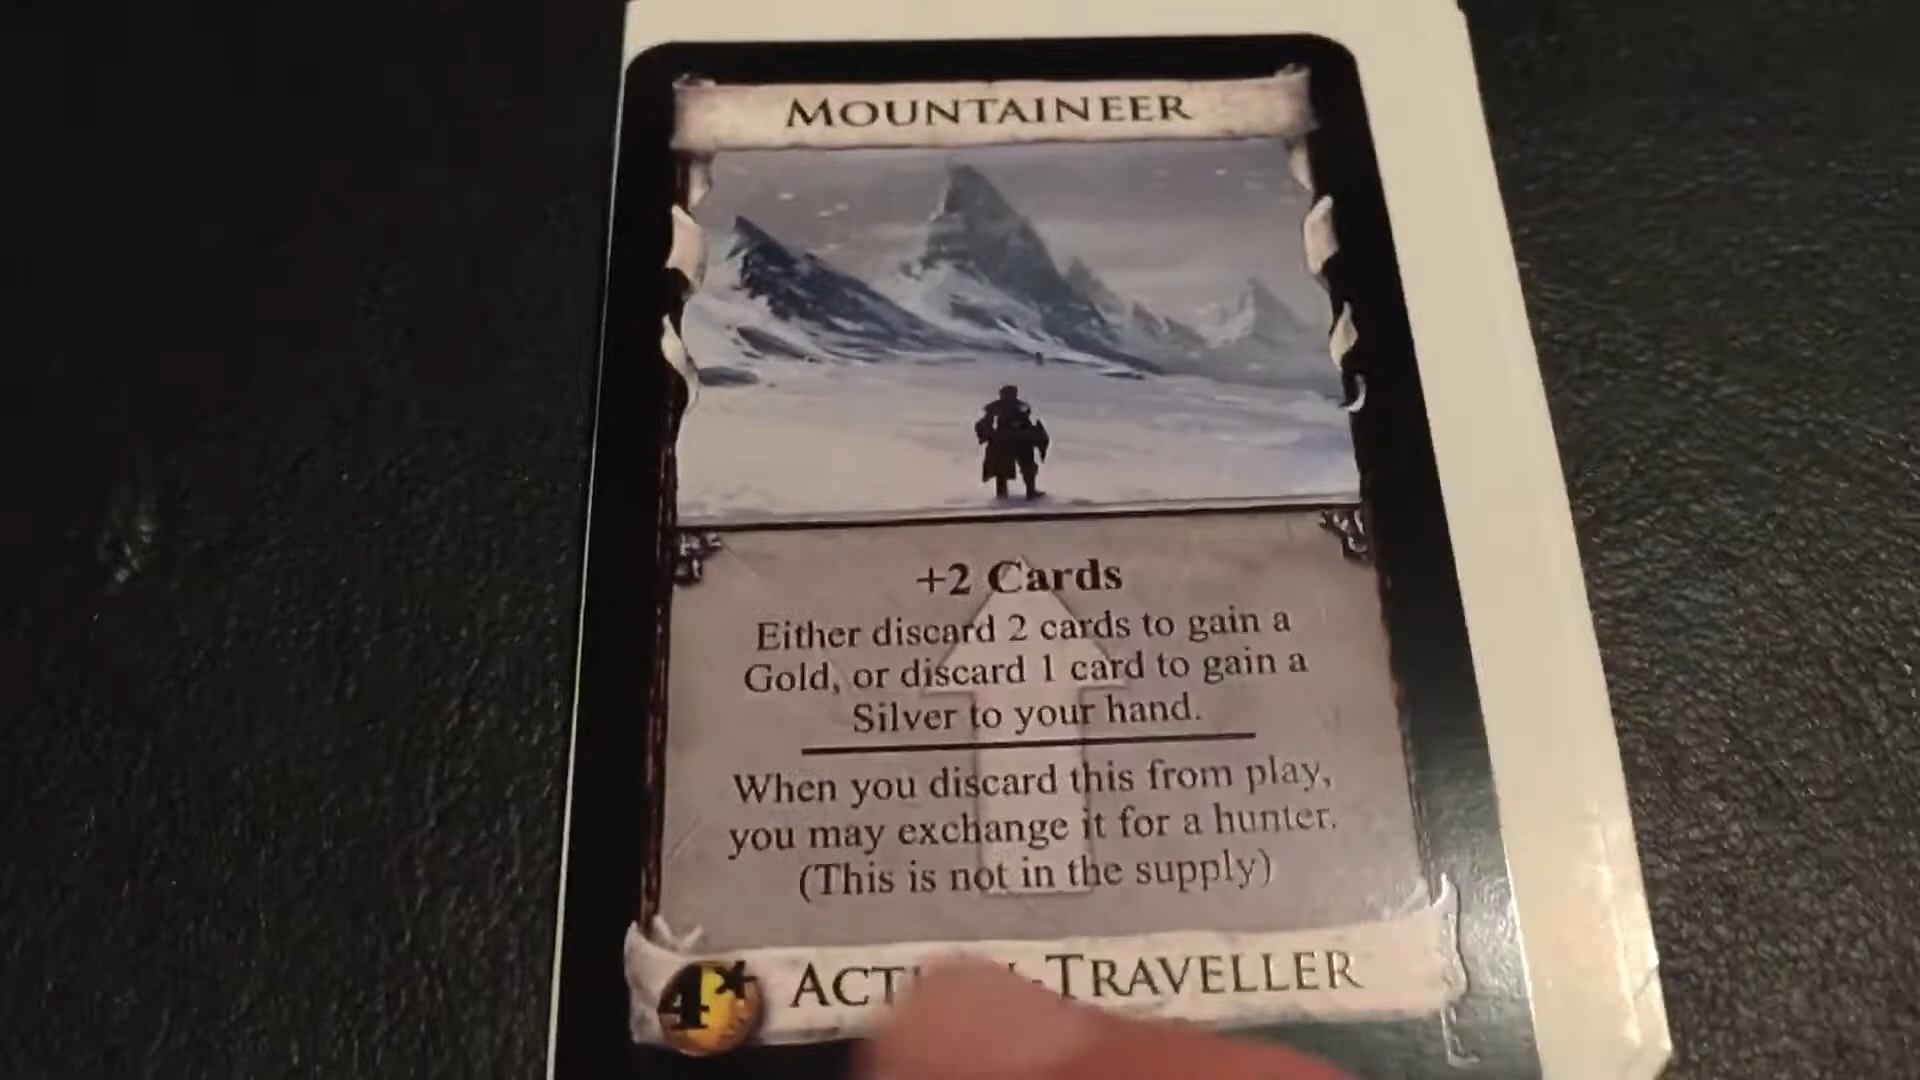 MOUNTAINEER
+2 Cards
Either discard 2 cards to gain a
Gold, or discard 1 card to gain a
Silver to your hand.
When you discard this from play,
you may exchange it for a hunter.
(This is not in the supply)
4* -TRAVELLER